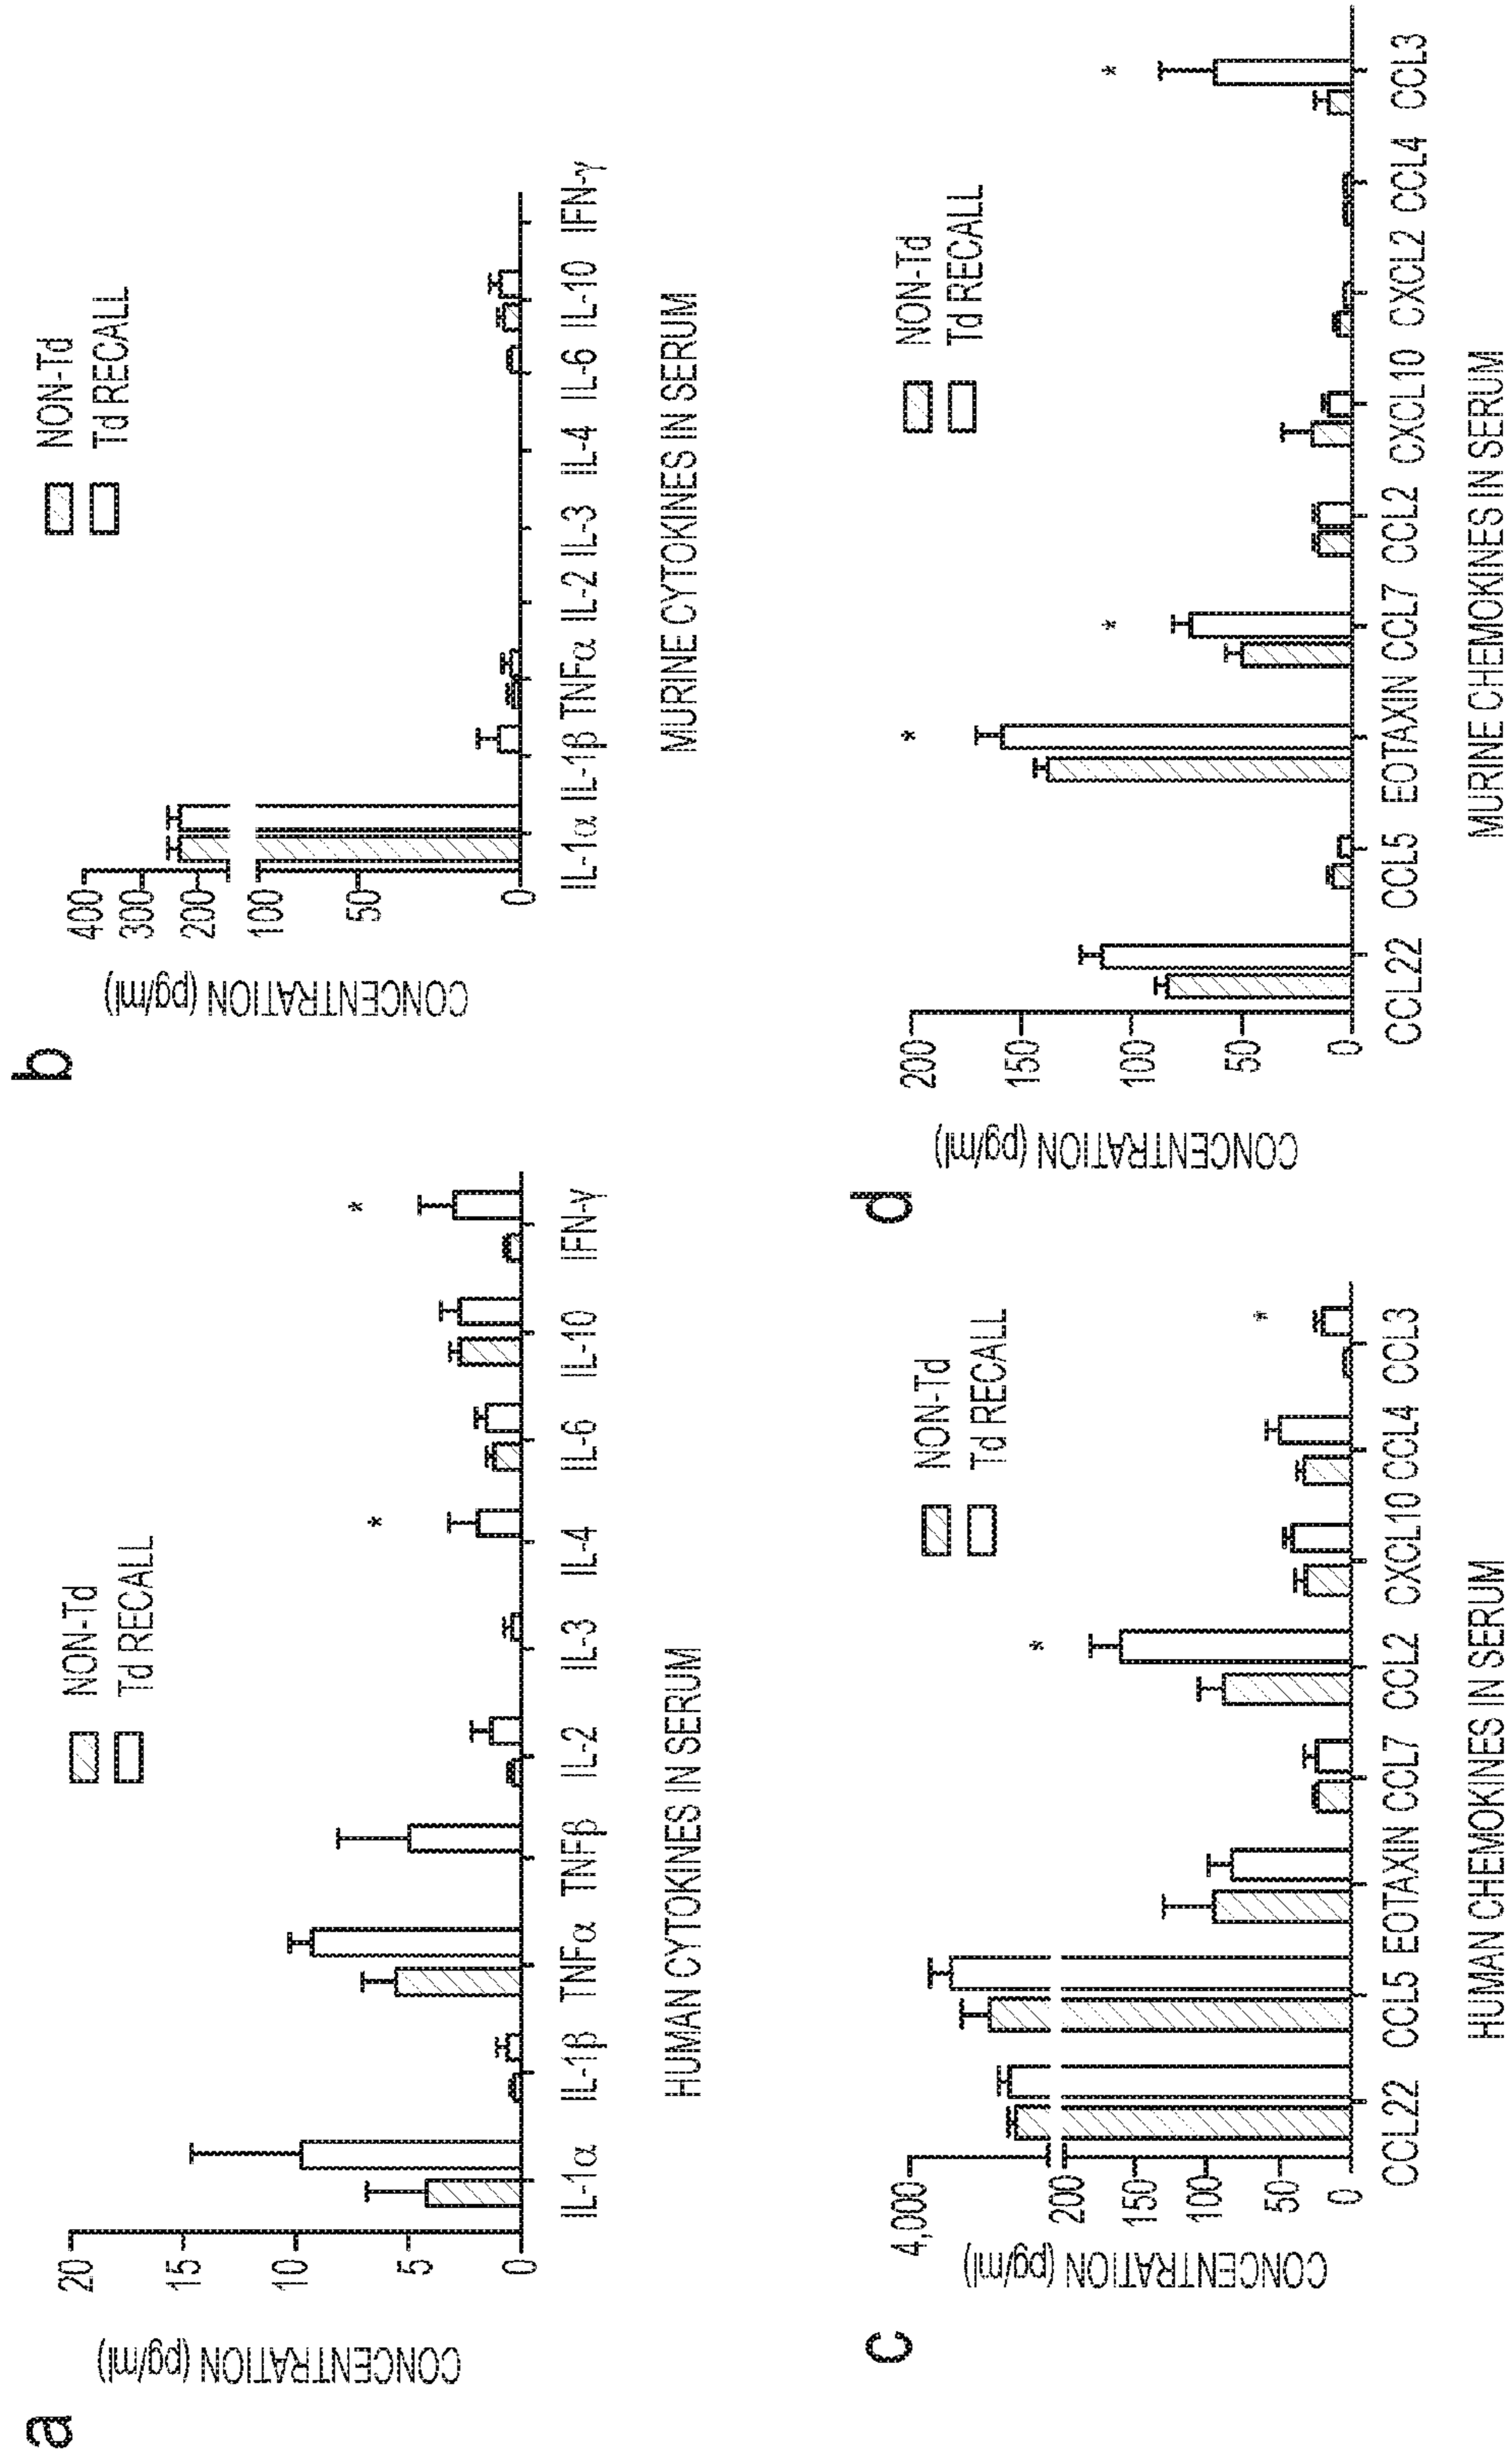 a
CONCENTRATION (pg/ml)
20
15
10
5
0
NON-Td
Td RECALL
*
*
IL-1α IL-1β TNFα TNFβ IL-2 IL-3 IL-4 IL-6 IL-10 IFN-γ
HUMAN CYTOKINES IN SERUM
b
CONCENTRATION (pg/ml)
400
300
200
100
50
0
NON-Td
Td RECALL
IL-1α IL-1β TNFα IL-2 IL-3 IL-4 IL-6 IL-10 IFN-γ
MURINE CYTOKINES IN SERUM
c
CONCENTRATION (pg/ml)
4,000
200
150
100
50
0
NON-Td
Td RECALL
*
*
CCL22 CCL5 EOTAXIN CCL7 CCL2 CXCL10 CCL4 CCL3
HUMAN CHEMOKINES IN SERUM
d
CONCENTRATION (pg/ml)
200
150
100
50
0
NON-Td
Td RECALL
*
*
*
CCL22 CCL5 EOTAXIN CCL7 CCL2 CXCL10 CXCL2 CCL4 CCL3
MURINE CHEMOKINES IN SERUM